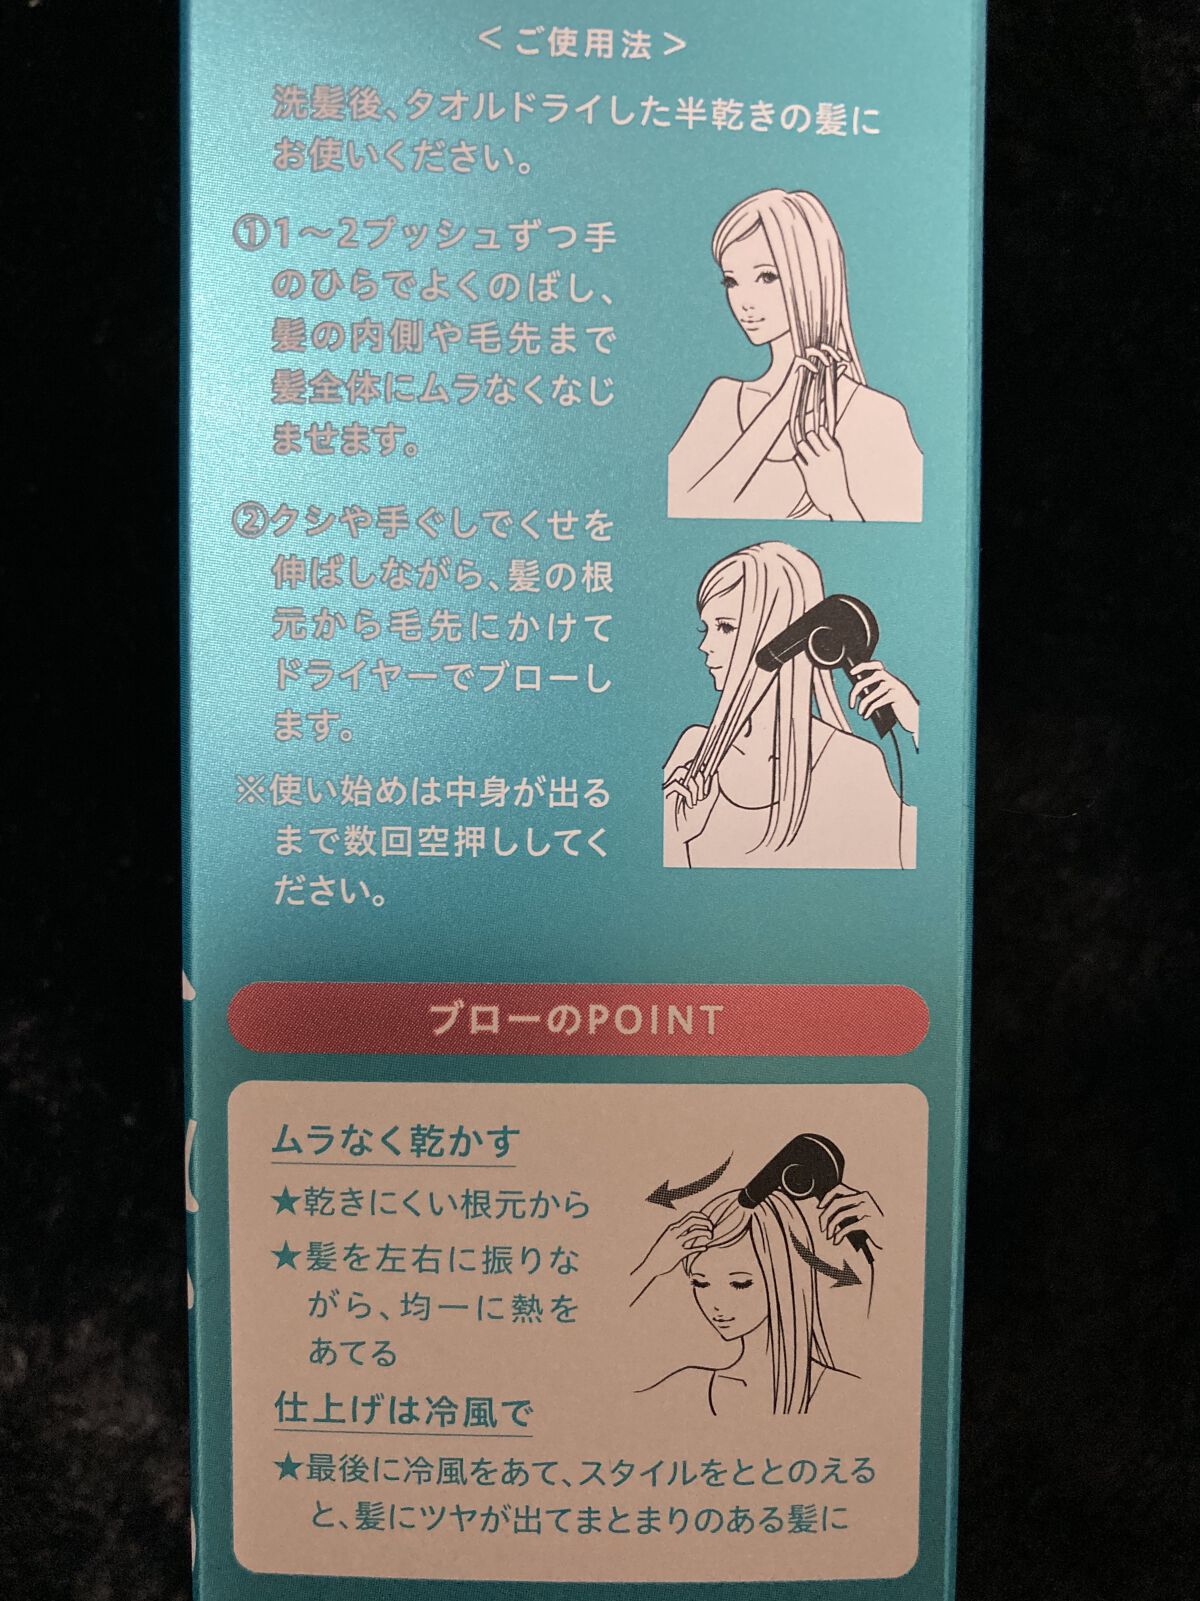 <ご使用法>
洗髪後、タオルドライした半乾きの髪に
お使いください。
①1〜2プッシュずつ手
のひらでよくのばし、
髪の内側や毛先まで
髪全体にムラなくなじ
ませます。
②クシや手ぐしでくせを
伸ばしながら、髪の根
元から毛先にかけて
ドライヤーでブローし
ます。
※使い始めは中身が出る
まで数回空押ししてく
ださい。
ブローのPOINT
ムラなく乾かす
★乾きにくい根元から
★髪を左右に振りな
がら、均一に熱を
あてる
仕上げは冷風で
★最後に冷風をあて、スタイルをととのえる
と、髪にツヤが出てまとまりのある髪に